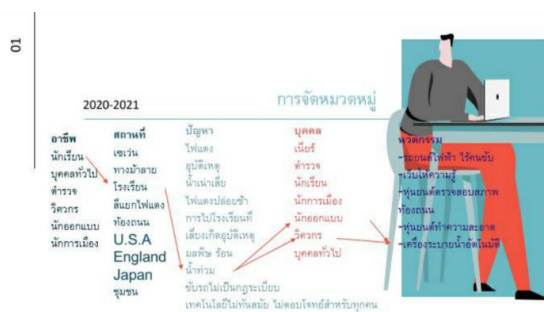 01
2020-2021
การจัดหมวดหมู่
อาชีพ
นักเรียน
บุคคลทั่วไป
ตำรวจ
วิศวกร
นักออกแบบ
นักการเมือง
สถานที่
เซเว่น
ทางม้าลาย
โรงเรียน
สี่แยกไฟแดง
ท้องถนน
U.S.A
England
Japan
ชุมชน
ปัญหา
ไฟแดง
อุบัติเหตุ
น้ำเน่าเสีย
ไฟแดงปล่อยช้า
การไปโรงเรียนที่
เสี่ยงเกิดอุบัติเหตุ
มลพิษ ร้อน
น้ำท่วม
ขับรถไม่เป็นกฎระเบียบ
เทคโนโลยีไม่ทันสมัย ไม่ตอบโจทย์สำหรับทุกคน
บุคคล
เนียร์
ตำรวจ
นักเรียน
นักการเมือง
นักออกแบบ
วิศวกร
บุคคลทั่วไป
นวัตกรรม
-รถยนต์ไฟฟ้า ไร้คนขับ
-เว็บให้ความรู้
-หุ่นยนต์ตรวจสอบสภาพ
ท้องถนน
-หุ่นยนต์ทำความสะอาด
-เครื่องระบายน้ำอัตโนมัติ